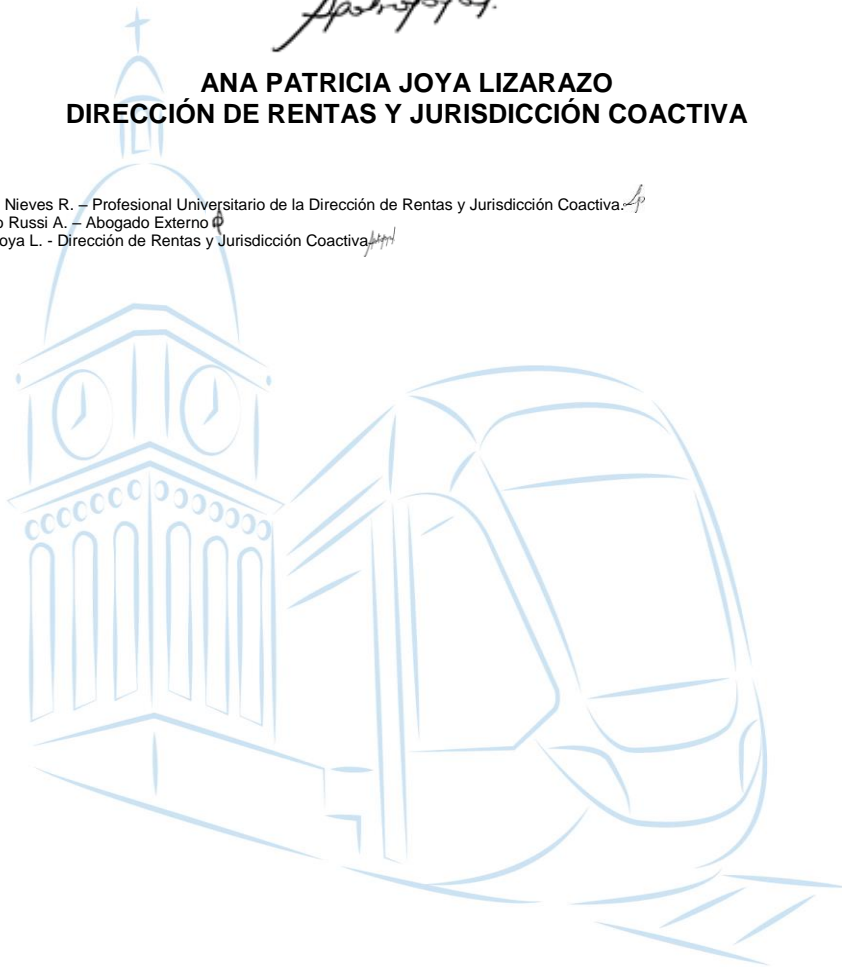 ANA PATRICIA JOYA LIZARAZO
DIRECCIÓN DE RENTAS Y JURISDICCIÓN COACTIVA
Nieves R. – Profesional Universitario de la Dirección de Rentas y Jurisdicción Coactiva.
Russi A. – Abogado Externo
oya L. - Dirección de Rentas y Jurisdicción Coactiva